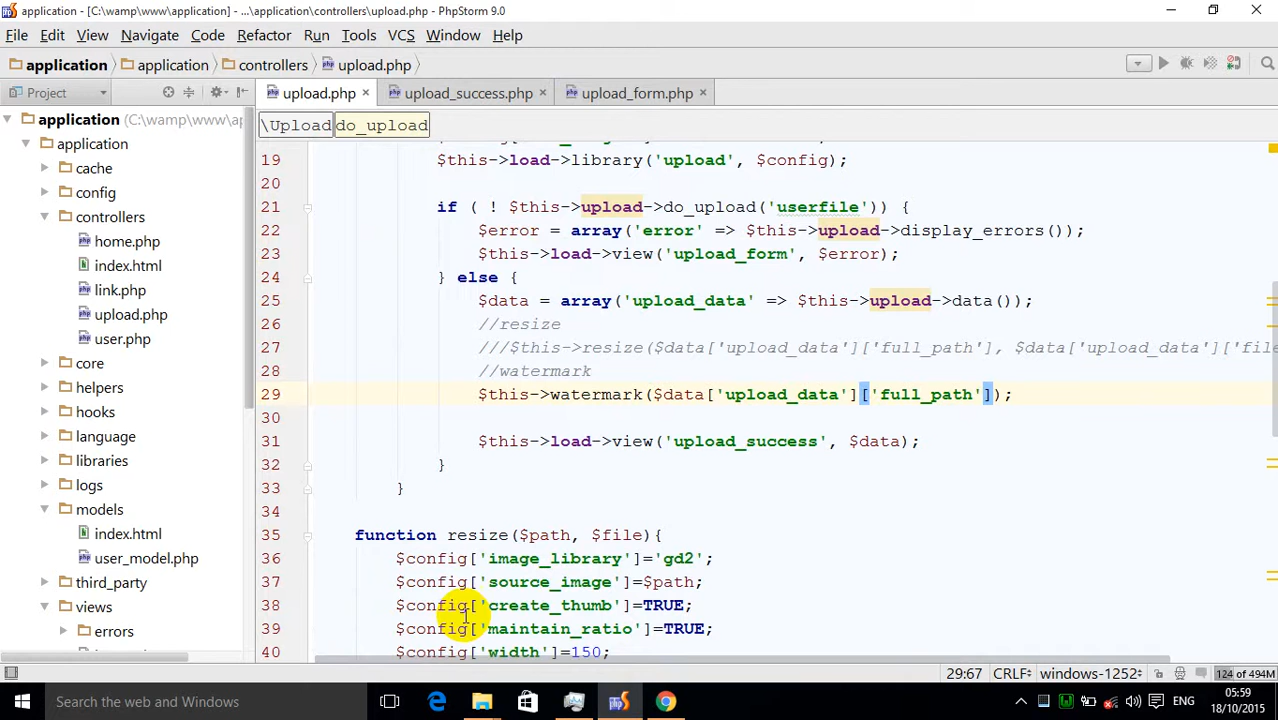 application - [C:\wamp\www\application] - ...\application\controllers\upload.php - PhpStorm 9.0
File Edit View Navigate Code Refactor Run Tools VCS Window Help
application application controllers upload.php
Project upload.php upload_success.php upload_form.php
\Upload do_upload
application (C:\wamp\www\ap
application
cache
config
controllers
home.php
index.html
link.php
upload.php
user.php
core
helpers
hooks
language
libraries
logs
models
index.html
user_model.php
third_party
views
errors
19 $this->load->library('upload', $config);
20
21 if ( ! $this->upload->do_upload('userfile')) {
22 $error = array('error' => $this->upload->display_errors());
23 $this->load->view('upload_form', $error);
24 } else {
25 $data = array('upload_data' => $this->upload->data());
26 //resize
27 ///$this->resize($data['upload_data']['full_path'], $data['upload_data']['file
28 //watermark
29 $this->watermark($data['upload_data']['full_path']);
30
31 $this->load->view('upload_success', $data);
32 }
33 }
34
35 function resize($path, $file){
36 $config['image_library']='gd2';
37 $config['source_image']=$path;
38 $config['create_thumb']=TRUE;
39 $config['maintain_ratio']=TRUE;
40 $config['width']=150;
29:67 CRLF windows-1252 124 of 494M
Search the web and Windows
ENG
05:59
18/10/2015